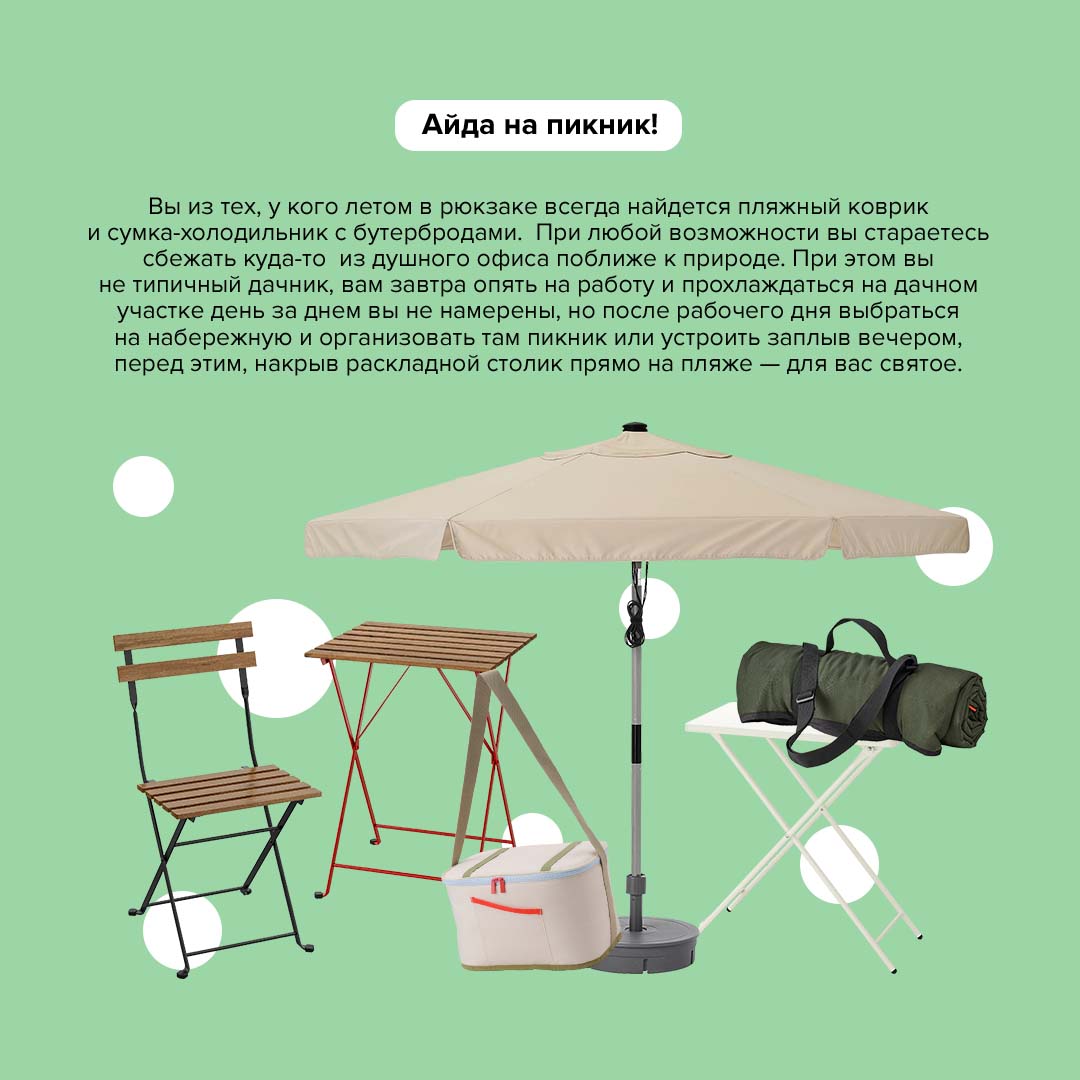 Айда на пикник!
Вы из тех, у кого летом в рюкзаке всегда найдется пляжный коврик
и сумка-холодильник с бутербродами.  При любой возможности вы стараетесь
сбежать куда-то  из душного офиса поближе к природе. При этом вы
не типичный дачник, вам завтра опять на работу и прохлаждаться на дачном
участке день за днем вы не намерены, но после рабочего дня выбраться
на набережную и организовать там пикник или устроить заплыв вечером,
перед этим, накрыв раскладной столик прямо на пляже — для вас святое.